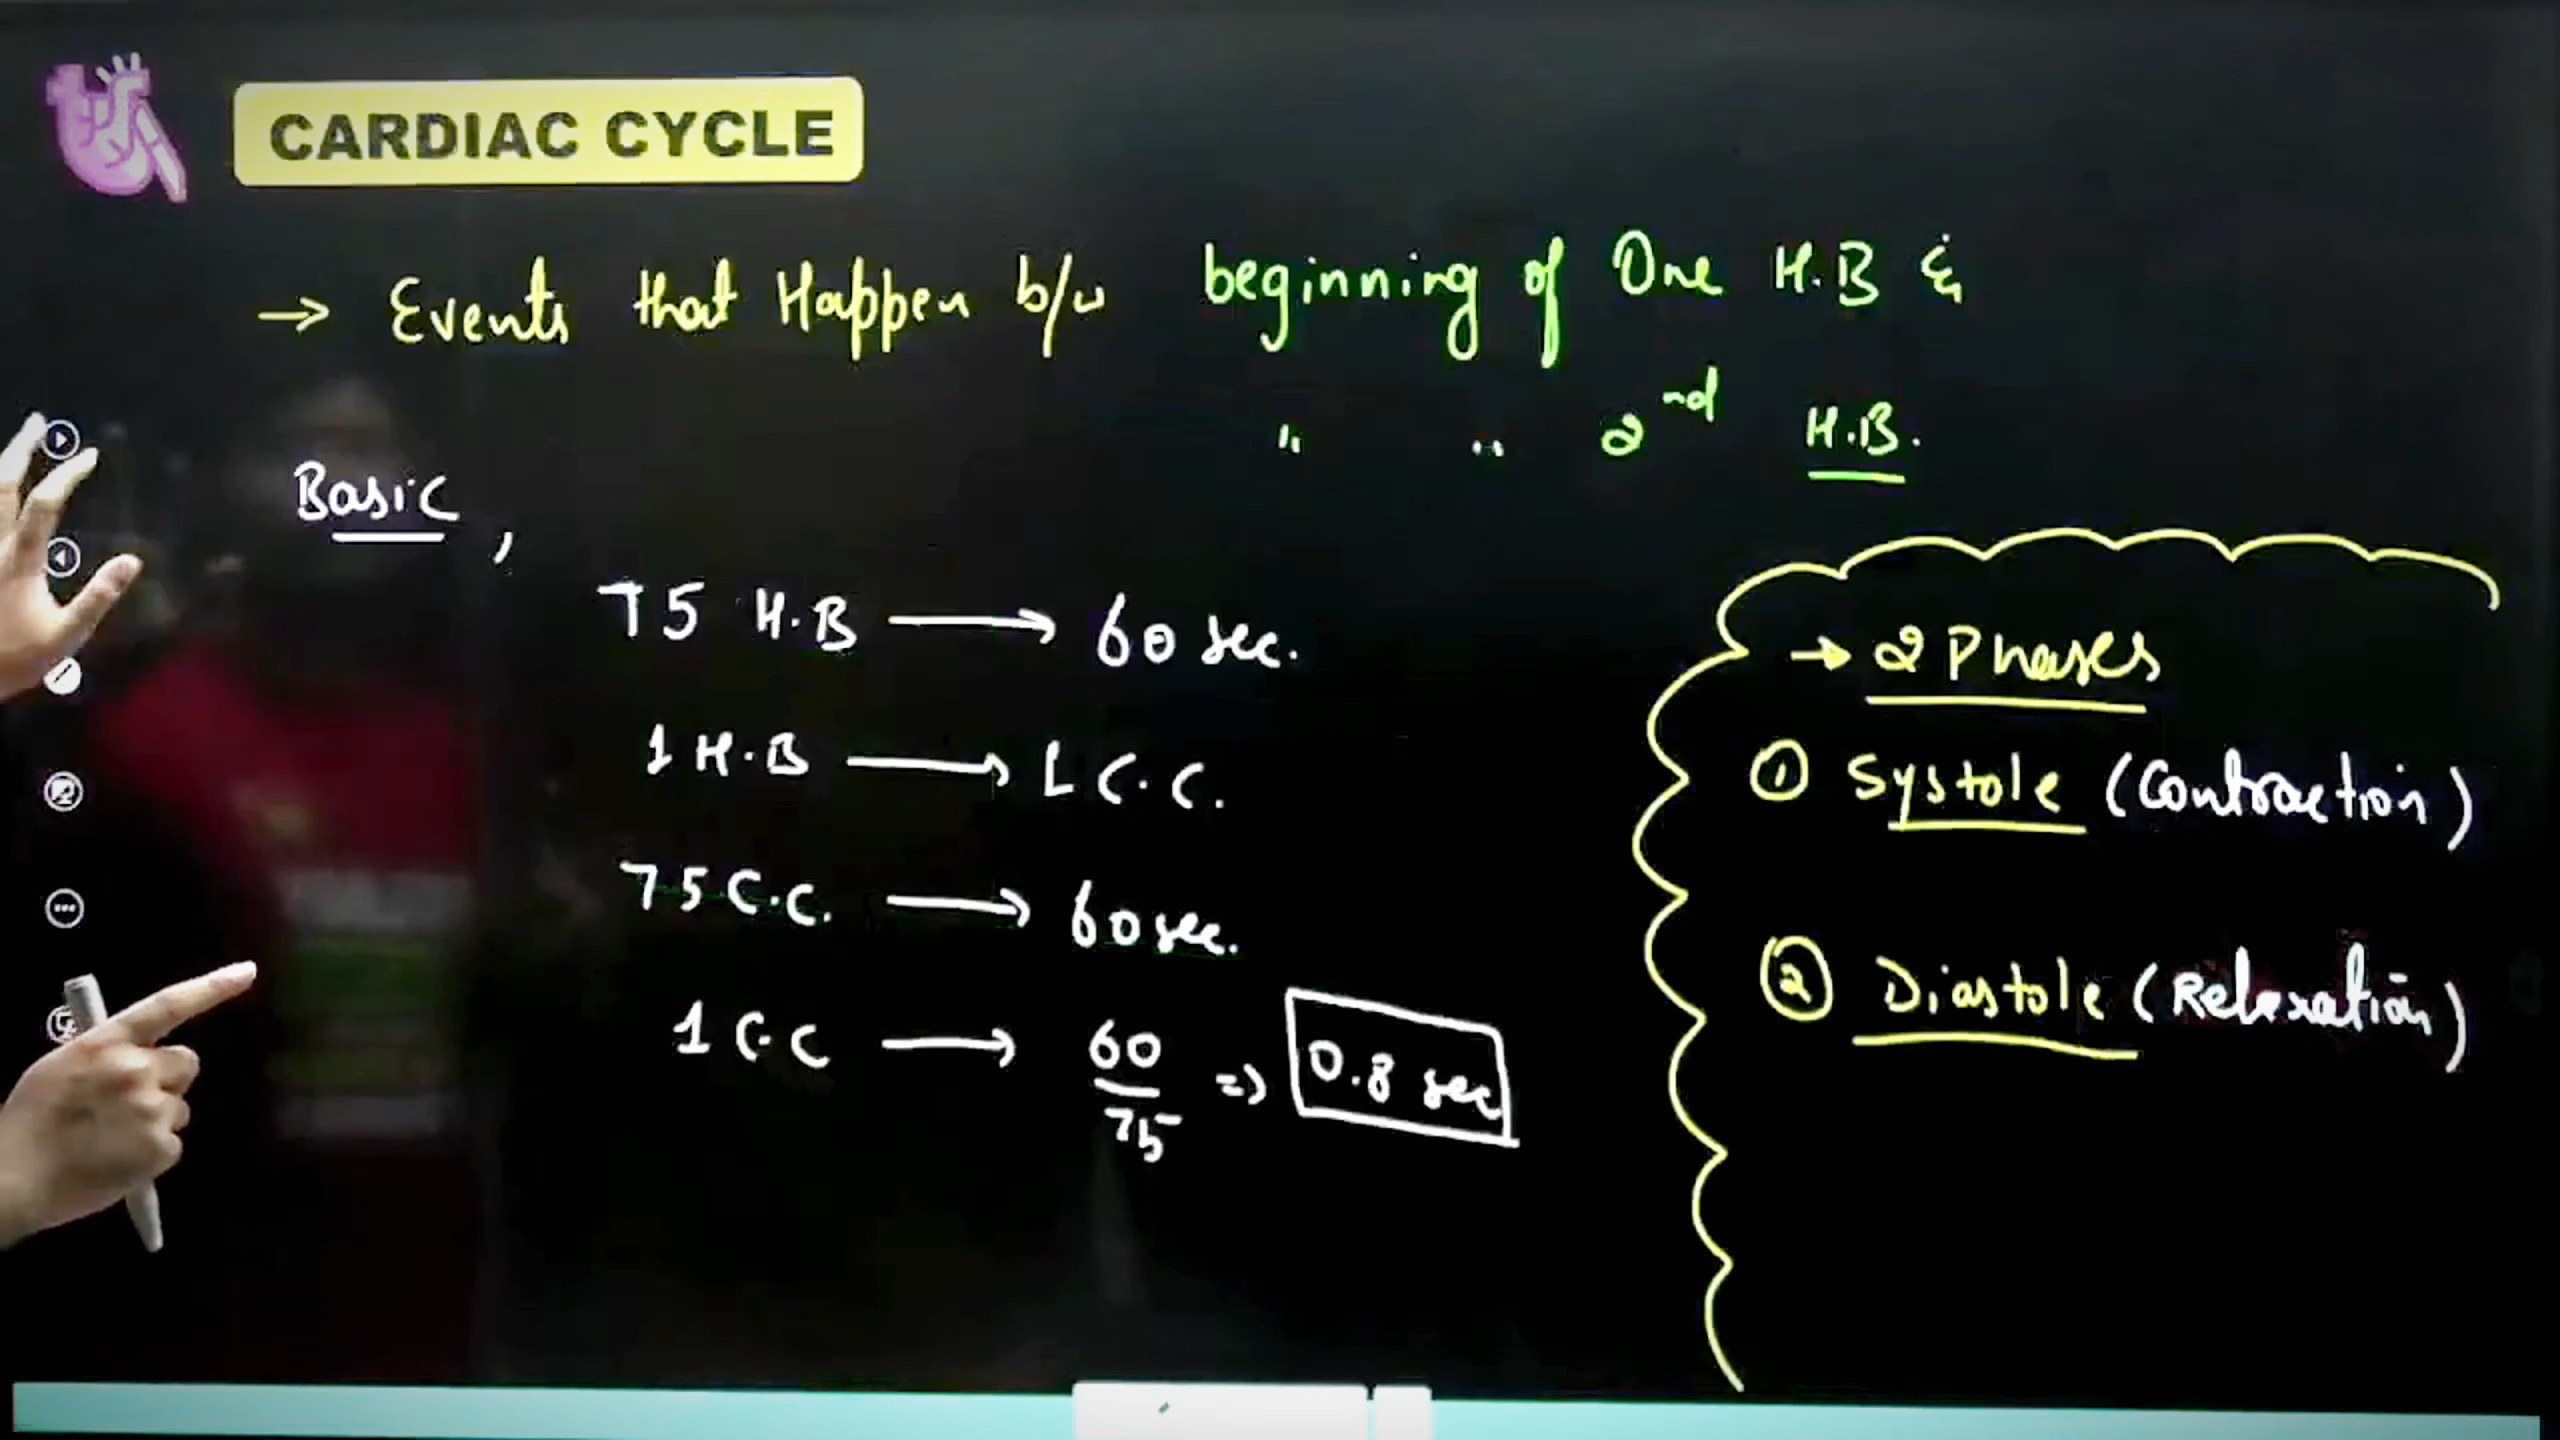 CARDIAC CYCLE
→ Events that Happen b/w beginning of One H.B &
" " 2nd H.B.
Basic,
75 H.B → 60 sec.
1 H.B → 1 C.C.
75 C.C. → 60 sec.
1 C.C → 60/75 ⇒ 0.8 sec
→ 2 Phases
① Systole (Contraction)
② Diastole (Relaxation)